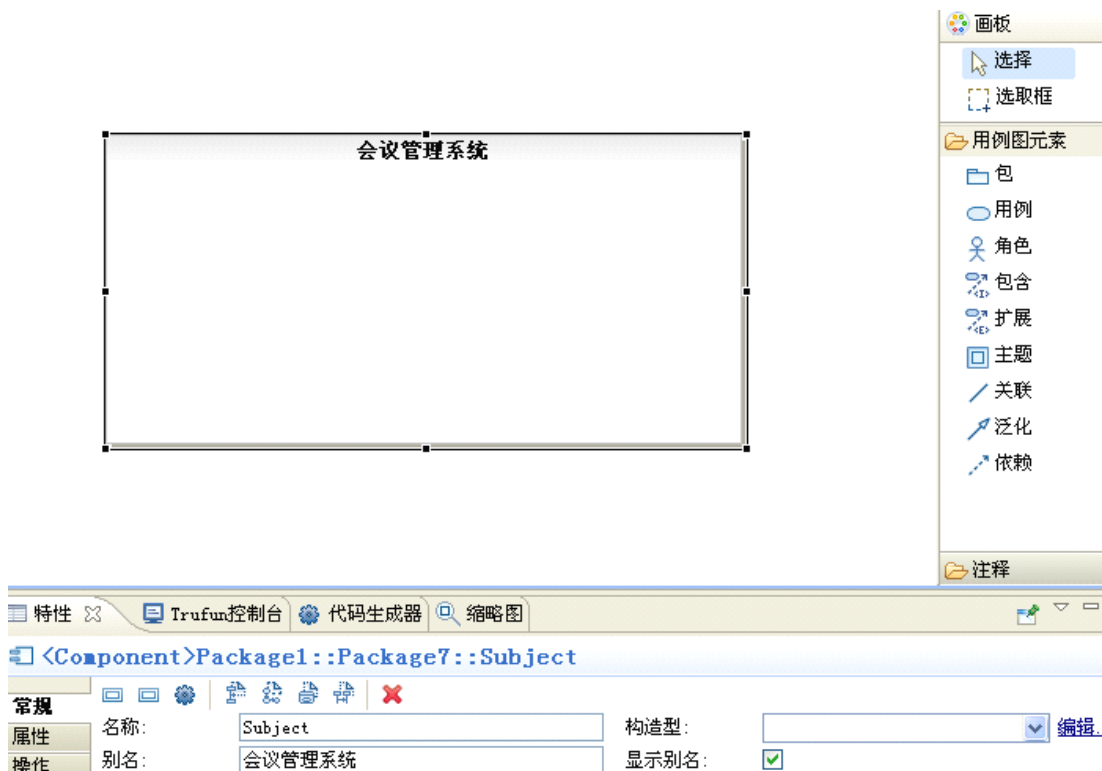 画板
选择
选取框
会议管理系统
用例图元素
包
用例
角色
包含
扩展
主题
关联
泛化
依赖
注释
特性 Trufun控制台 代码生成器 缩略图
<Component>Package1::Package7::Subject
常规
名称: Subject 构造型: 编辑.
属性
别名: 会议管理系统 显示别名:
操作